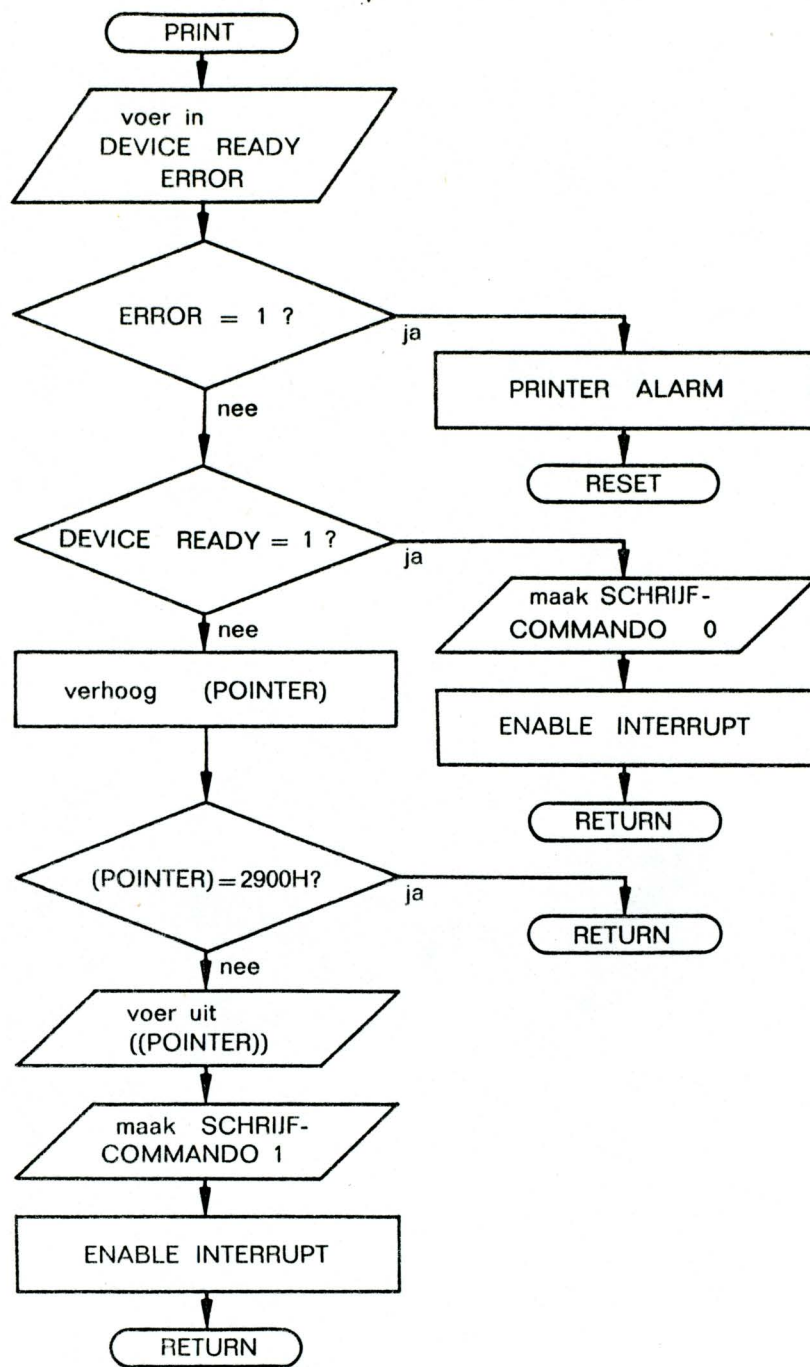 PRINT
voer in
DEVICE READY
ERROR
ERROR = 1 ?
ja
nee
PRINTER ALARM
RESET
DEVICE READY = 1 ?
ja
nee
maak SCHRIJF-
COMMANDO 0
verhoog (POINTER)
ENABLE INTERRUPT
RETURN
(POINTER)=2900H?
ja
nee
RETURN
voer uit
((POINTER))
maak SCHRIJF-
COMMANDO 1
ENABLE INTERRUPT
RETURN